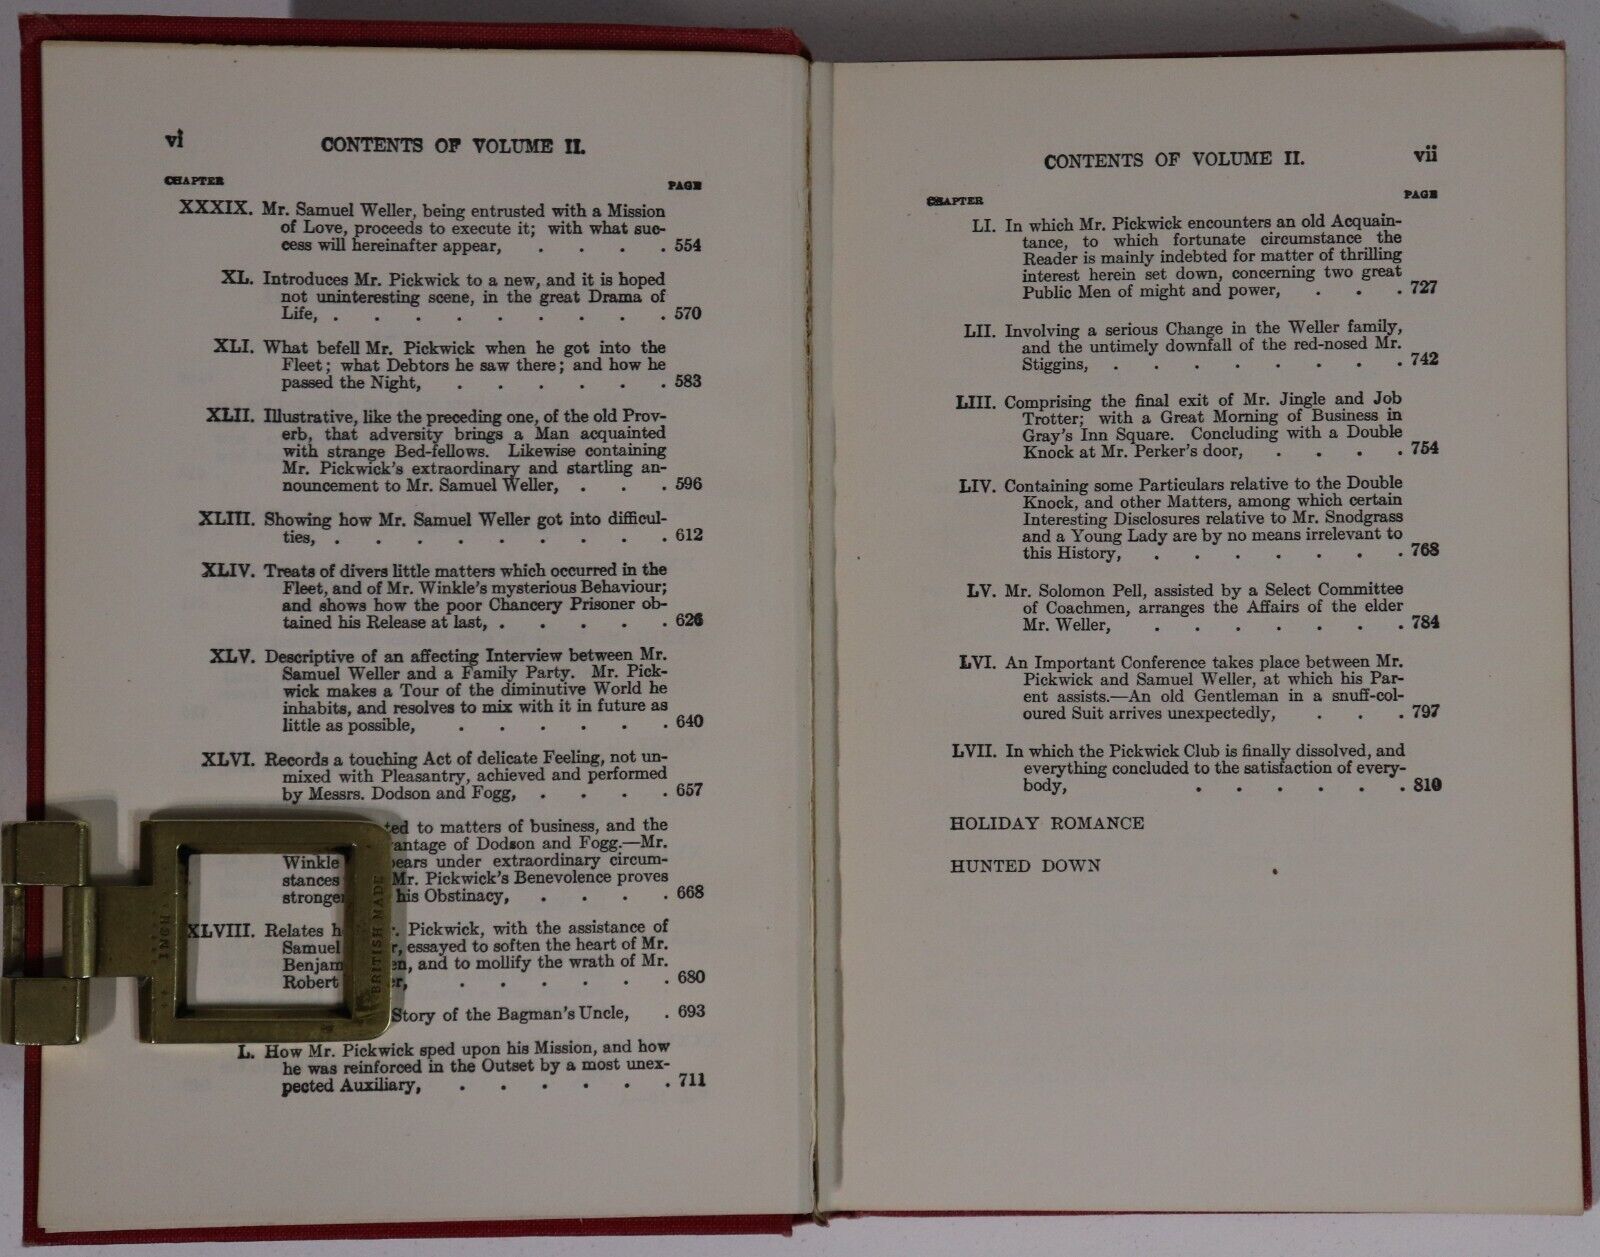 vi
CONTENTS OF VOLUME II.
CHAPTER
PAGE
XXXIX. Mr. Samuel Weller, being entrusted with a Mission
of Love, proceeds to execute it; with what suc-
cess will hereinafter appear, . . . . 554
XL. Introduces Mr. Pickwick to a new, and it is hoped
not uninteresting scene, in the great Drama of
Life, . . . . . . . . . 570
XLI. What befell Mr. Pickwick when he got into the
Fleet; what Debtors he saw there; and how he
passed the Night, . . . . . . 583
XLII. Illustrative, like the preceding one, of the old Prov-
erb, that adversity brings a Man acquainted
with strange Bed-fellows. Likewise containing
Mr. Pickwick's extraordinary and startling an-
nouncement to Mr. Samuel Weller, . . . 596
XLIII. Showing how Mr. Samuel Weller got into difficul-
ties, . . . . . . . . . 612
XLIV. Treats of divers little matters which occurred in the
Fleet, and of Mr. Winkle's mysterious Behaviour;
and shows how the poor Chancery Prisoner ob-
tained his Release at last, . . . . . 626
XLV. Descriptive of an affecting Interview between Mr.
Samuel Weller and a Family Party. Mr. Pick-
wick makes a Tour of the diminutive World he
inhabits, and resolves to mix with it in future as
little as possible, . . . . . . 640
XLVI. Records a touching Act of delicate Feeling, not un-
mixed with Pleasantry, achieved and performed
by Messrs. Dodson and Fogg, . . . . 657
to matters of business, and the
of Dodson and Fogg.—Mr.
Winkle under extraordinary circum-
stances Mr. Pickwick's Benevolence proves
his Obstinacy, . . . . 668
XLVIII. Relates Pickwick, with the assistance of
Samuel essayed to soften the heart of Mr.
and to mollify the wrath of Mr.
Robert . . . . . . 680
Story of the Bagman's Uncle, . 693
L. How Mr. Pickwick sped upon his Mission, and how
he was reinforced in the Outset by a most unex-
pected Auxiliary, . . . . . . 711
BRITISH MADE
CONTENTS OF VOLUME II.
vii
CHAPTER
PAGE
LI. In which Mr. Pickwick encounters an old Acquain-
tance, to which fortunate circumstance the
Reader is mainly indebted for matter of thrilling
interest herein set down, concerning two great
Public Men of might and power, . . . 727
LII. Involving a serious Change in the Weller family,
and the untimely downfall of the red-nosed Mr.
Stiggins, . . . . . . . . 742
LIII. Comprising the final exit of Mr. Jingle and Job
Trotter; with a Great Morning of Business in
Gray's Inn Square. Concluding with a Double
Knock at Mr. Perker's door, . . . . 754
LIV. Containing some Particulars relative to the Double
Knock, and other Matters, among which certain
Interesting Disclosures relative to Mr. Snodgrass
and a Young Lady are by no means irrelevant to
this History, . . . . . . . 768
LV. Mr. Solomon Pell, assisted by a Select Committee
of Coachmen, arranges the Affairs of the elder
Mr. Weller, . . . . . . . 784
LVI. An Important Conference takes place between Mr.
Pickwick and Samuel Weller, at which his Par-
ent assists.—An old Gentleman in a snuff-col-
oured Suit arrives unexpectedly, . . . 797
LVII. In which the Pickwick Club is finally dissolved, and
everything concluded to the satisfaction of every-
body, . . . . . . 810
HOLIDAY ROMANCE
HUNTED DOWN